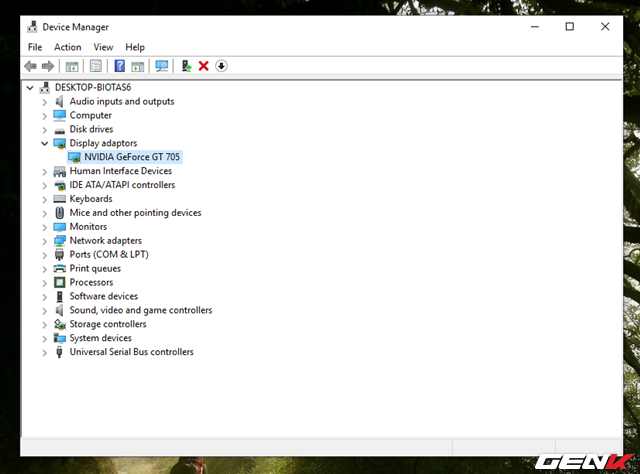 Device Manager
File Action View Help
DESKTOP-BIOTAS6
Audio inputs and outputs
Computer
Disk drives
Display adaptors
NVIDIA GeForce GT 705
Human Interface Devices
IDE ATA/ATAPI controllers
Keyboards
Mice and other pointing devices
Monitors
Network adapters
Ports (COM & LPT)
Print queues
Processors
Software devices
Sound, video and game controllers
Storage controllers
System devices
Universal Serial Bus controllers
GENK